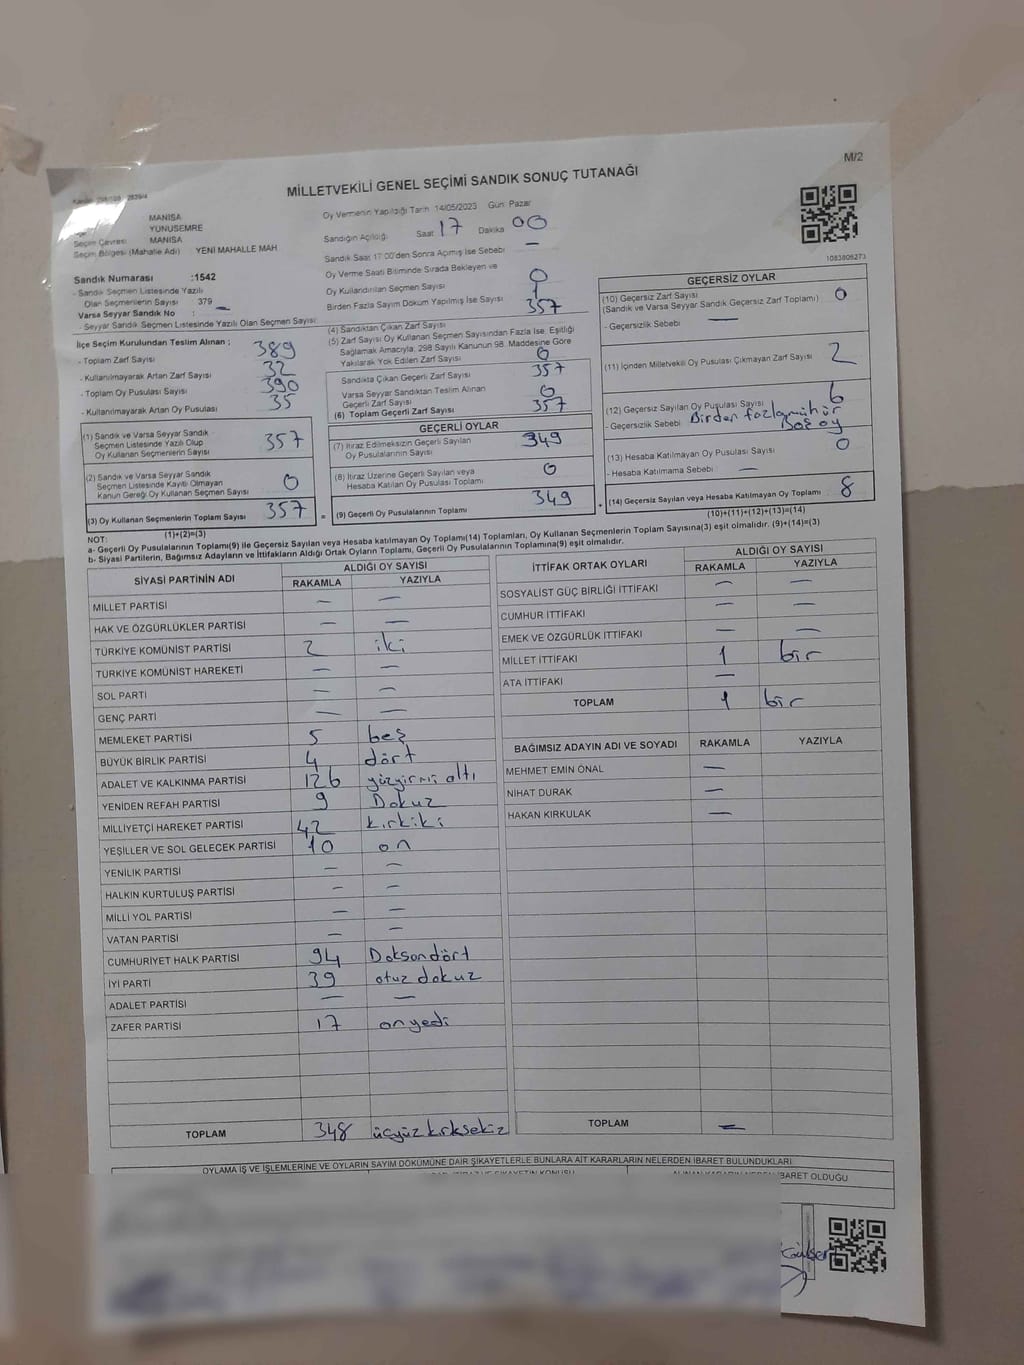 M/2
MİLLETVEKİLİ GENEL SEÇİMİ SANDIK SONUÇ TUTANAĞI
MANİSA
YUNUSEMRE
Seçim Çevresi MANİSA
Seçim Bölgesi (Mahalle Adı) YENİ MAHALLE MAH
Oy Vermenin Yapıldığı Tarih 14/05/2023 Gün: Pazar
Sandığın Açıldığı Saat 17 Dakika 00
Sandık Saat 17:00'den Sonra Açımış İse Sebebi —
Oy Verme Saati Bitiminde Sırada Bekleyen ve
Oy Kullandırılan Seçmen Sayısı 0
Birden Fazla Sayım Döküm Yapılmış İse Sayısı
1083806273
Sandık Numarası :1542
- Sandık Seçmen Listesinde Yazılı
Olan Seçmenlerin Sayısı 379
Varsa Seyyar Sandık No : —
- Seyyar Sandık Seçmen Listesinde Yazılı Olan Seçmen Sayısı:
İlçe Seçim Kurulundan Teslim Alınan ;
- Toplam Zarf Sayısı 389
- Kullanılmayarak Artan Zarf Sayısı 32
- Toplam Oy Pusulası Sayısı 390
- Kullanılmayarak Artan Oy Pusulası 35
(1) Sandık ve Varsa Seyyar Sandık
Seçmen Listesinde Yazılı Olup
Oy Kullanan Seçmenlerin Sayısı 357
(2) Sandık ve Varsa Seyyar Sandık
Seçmen Listesinde Kayıtlı Olmayan
Kanun Gereği Oy Kullanan Seçmen Sayısı 0
(3) Oy Kullanan Seçmenlerin Toplam Sayısı 357
(1)+(2)=(3)
(4) Sandıktan Çıkan Zarf Sayısı 357
(5) Zarf Sayısı Oy Kullanan Seçmen Sayısından Fazla İse, Eşitliği
Sağlamak Amacıyla, 298 Sayılı Kanunun 98. Maddesine Göre
Yakılarak Yok Edilen Zarf Sayısı 0
Sandıkta Çıkan Geçerli Zarf Sayısı 357
Varsa Seyyar Sandıktan Teslim Alınan
Geçerli Zarf Sayısı 0
(6) Toplam Geçerli Zarf Sayısı 357
GEÇERLİ OYLAR
(7) İtiraz Edilmeksizin Geçerli Sayılan
Oy Pusulalarının Sayısı 349
(8) İtiraz Üzerine Geçerli Sayılan veya
Hesaba Katılan Oy Pusulası Toplamı 0
= (9) Geçerli Oy Pusulalarının Toplamı 349
GEÇERSİZ OYLAR
(10) Geçersiz Zarf Sayısı
(Sandık ve Varsa Seyyar Sandık Geçersiz Zarf Toplamı) 0
- Geçersizlik Sebebi —
(11) İçinden Milletvekili Oy Pusulası Çıkmayan Zarf Sayısı 2
(12) Geçersiz Sayılan Oy Pusulası Sayısı 6
- Geçersizlik Sebebi Birden fazla mühür
Boş oy
(13) Hesaba Katılmayan Oy Pusulası Sayısı 0
- Hesaba Katılmama Sebebi —
(14) Geçersiz Sayılan veya Hesaba Katılmayan Oy Toplamı 8
(10)+(11)+(12)+(13)=(14)
NOT:
a- Geçerli Oy Pusulalarının Toplamı(9) ile Geçersiz Sayılan veya Hesaba Katılmayan Oy Toplamı(14) Toplamları, Oy Kullanan Seçmenlerin Toplam Sayısına(3) eşit olmalıdır. (9)+(14)=(3)
b- Siyasi Partilerin, Bağımsız Adayların ve İttifakların Aldığı Ortak Oyların Toplamı, Geçerli Oy Pusulalarının Toplamına(9) eşit olmalıdır.
SİYASİ PARTİNİN ADI ALDIĞI OY SAYISI
RAKAMLA YAZIYLA
MİLLET PARTİSİ — —
HAK VE ÖZGÜRLÜKLER PARTİSİ — —
TÜRKİYE KOMÜNİST PARTİSİ 2 iki
TÜRKİYE KOMÜNİST HAREKETİ — —
SOL PARTİ — —
GENÇ PARTİ — —
MEMLEKET PARTİSİ 5 beş
BÜYÜK BİRLİK PARTİSİ 4 dört
ADALET VE KALKINMA PARTİSİ 126 yüzyirmi altı
YENİDEN REFAH PARTİSİ 9 Dokuz
MİLLİYETÇİ HAREKET PARTİSİ 42 kırkiki
YEŞİLLER VE SOL GELECEK PARTİSİ 10 on
YENİLİK PARTİSİ — —
HALKIN KURTULUŞ PARTİSİ — —
MİLLİ YOL PARTİSİ — —
VATAN PARTİSİ — —
CUMHURİYET HALK PARTİSİ 94 Doksandört
İYİ PARTİ 39 otuz dokuz
ADALET PARTİSİ — —
ZAFER PARTİSİ 17 onyedi
TOPLAM 348 üçyüzkırksekiz
İTTİFAK ORTAK OYLARI ALDIĞI OY SAYISI
RAKAMLA YAZIYLA
SOSYALİST GÜÇ BİRLİĞİ İTTİFAKI — —
CUMHUR İTTİFAKI — —
EMEK VE ÖZGÜRLÜK İTTİFAKI — —
MİLLET İTTİFAKI 1 bir
ATA İTTİFAKI —
TOPLAM 1 bir
BAĞIMSIZ ADAYIN ADI VE SOYADI RAKAMLA YAZIYLA
MEHMET EMİN ÖNAL —
NİHAT DURAK —
HAKAN KIRKULAK —
TOPLAM —
OYLAMA İŞ VE İŞLEMLERİNE VE OYLARIN SAYIM DÖKÜMÜNE DAİR ŞİKAYETLERLE BUNLARA AİT KARARLARIN NELERDEN İBARET BULUNDUKLARI